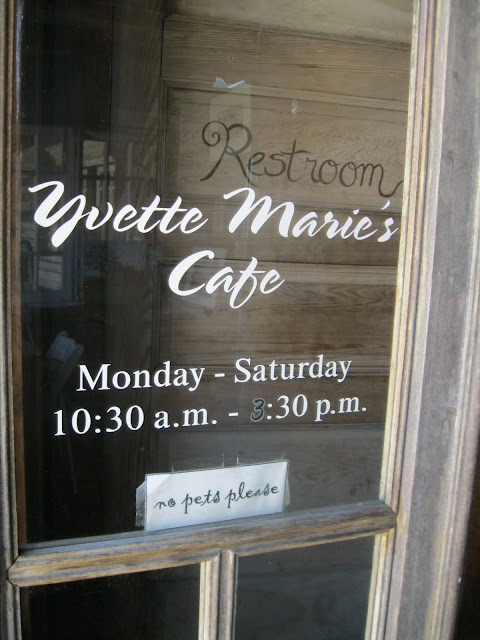 Restroom
Yvette Marie's
Cafe
Monday - Saturday
10:30 a.m. - 3:30 p.m.
no pets please